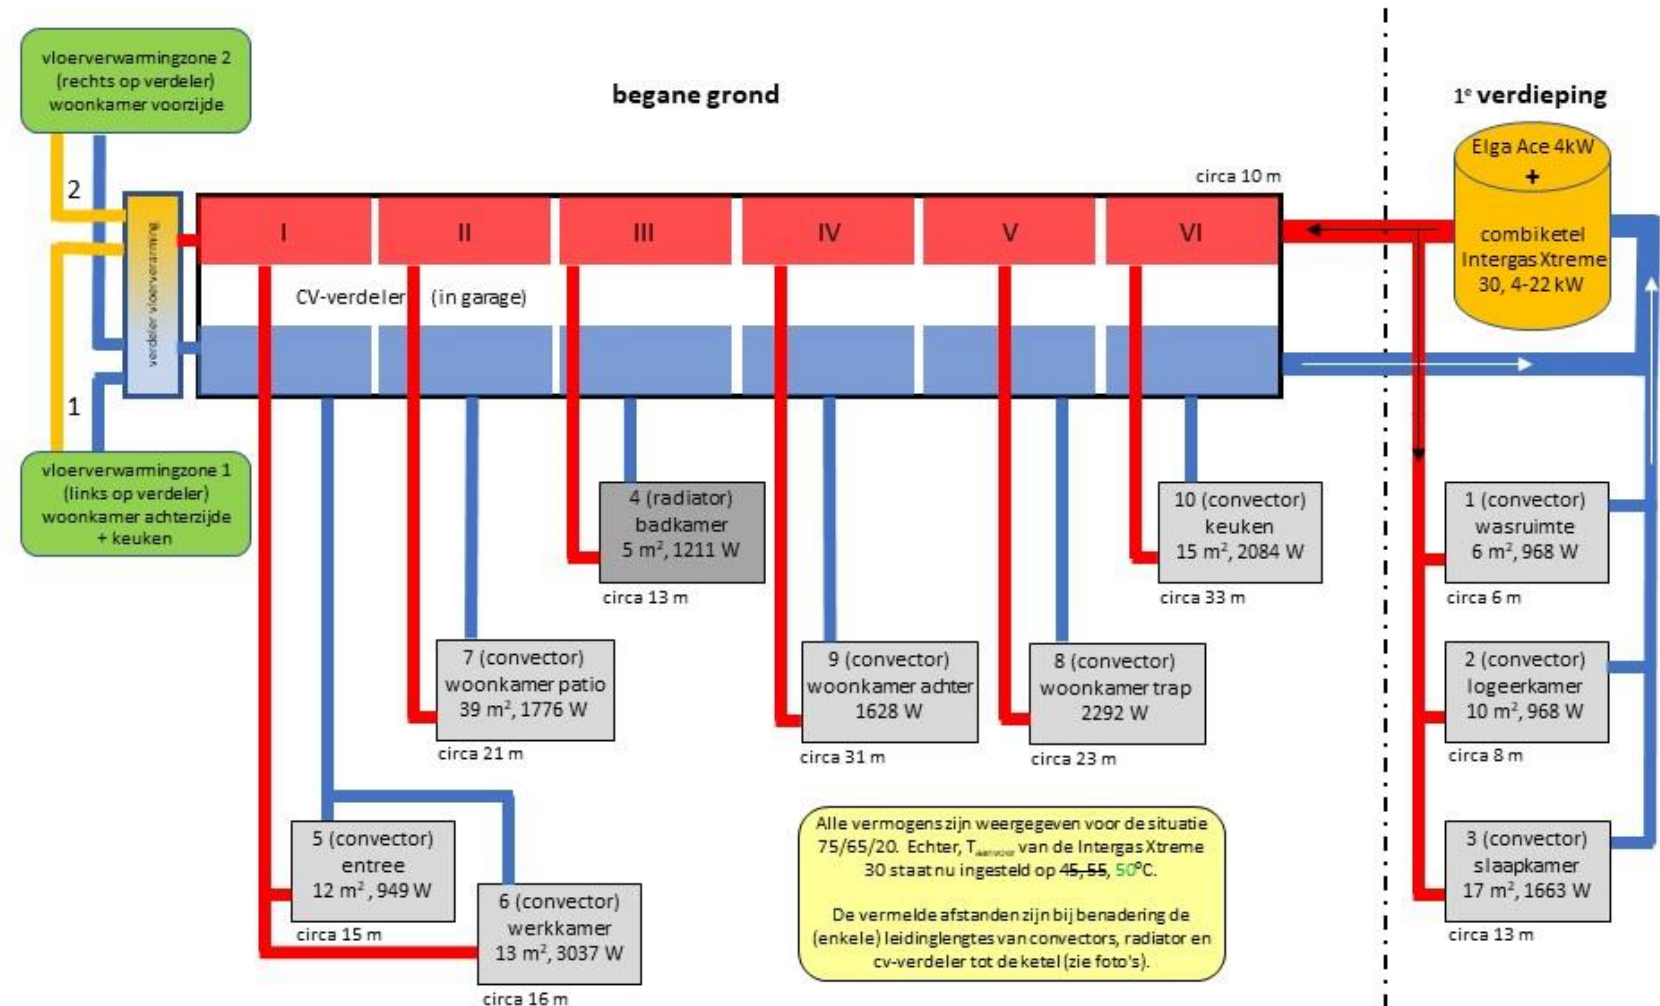 vloerverwarmingzone 2
(rechts op verdeler)
woonkamer voorzijde
begane grond
1e verdieping
Elga Ace 4kW
+
combiketel
Intergas Xtreme
30, 4-22 kW
circa 10 m
2
verdeler vloerverwarming
I
II
III
IV
V
VI
CV-verdeler (in garage)
1
vloerverwarmingzone 1
(links op verdeler)
woonkamer achterzijde
+ keuken
4 (radiator)
badkamer
5 m², 1211 W
circa 13 m
10 (convector)
keuken
15 m², 2084 W
circa 33 m
1 (convector)
wasruimte
6 m², 968 W
circa 6 m
7 (convector)
woonkamer patio
39 m², 1776 W
circa 21 m
9 (convector)
woonkamer achter
1628 W
circa 31 m
8 (convector)
woonkamer trap
2292 W
circa 23 m
2 (convector)
logeerkamer
10 m², 968 W
circa 8 m
5 (convector)
entree
12 m², 949 W
circa 15 m
6 (convector)
werkkamer
13 m², 3037 W
circa 16 m
Alle vermogens zijn weergegeven voor de situatie
75/65/20. Echter, Taanvoer van de Intergas Xtreme
30 staat nu ingesteld op 45, 55, 50°C.
De vermelde afstanden zijn bij benadering de
(enkele) leidinglengtes van convectors, radiator en
cv-verdeler tot de ketel (zie foto's).
3 (convector)
slaapkamer
17 m², 1663 W
circa 13 m